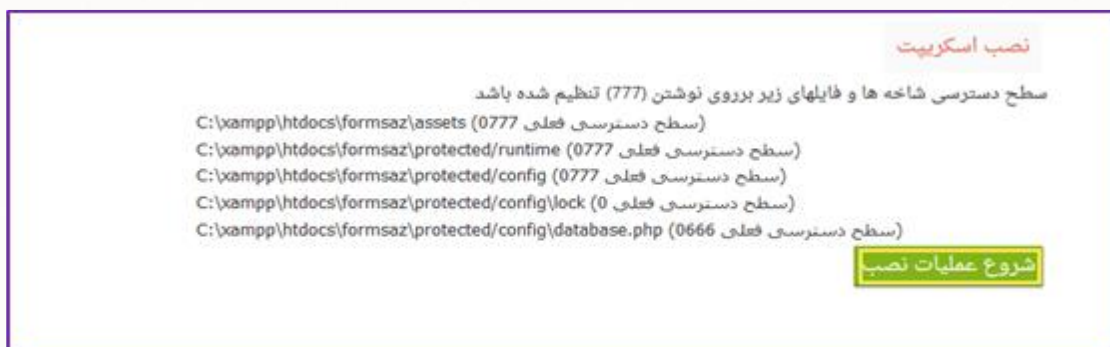 نصب اسکریپت
سطح دسترسی شاخه ها و فایلهای زیر برروی نوشتن (777) تنظیم شده باشد
C:\xampp\htdocs\formsaz\assets (سطح دسترسی فعلی 0777)
C:\xampp\htdocs\formsaz\protected/runtime (سطح دسترسی فعلی 0777)
C:\xampp\htdocs\formsaz\protected/config (سطح دسترسی فعلی 0777)
C:\xampp\htdocs\formsaz\protected/config\lock (سطح دسترسی فعلی 0)
C:\xampp\htdocs\formsaz\protected/config\database.php (سطح دسترسی فعلی 0666)
شروع عملیات نصب